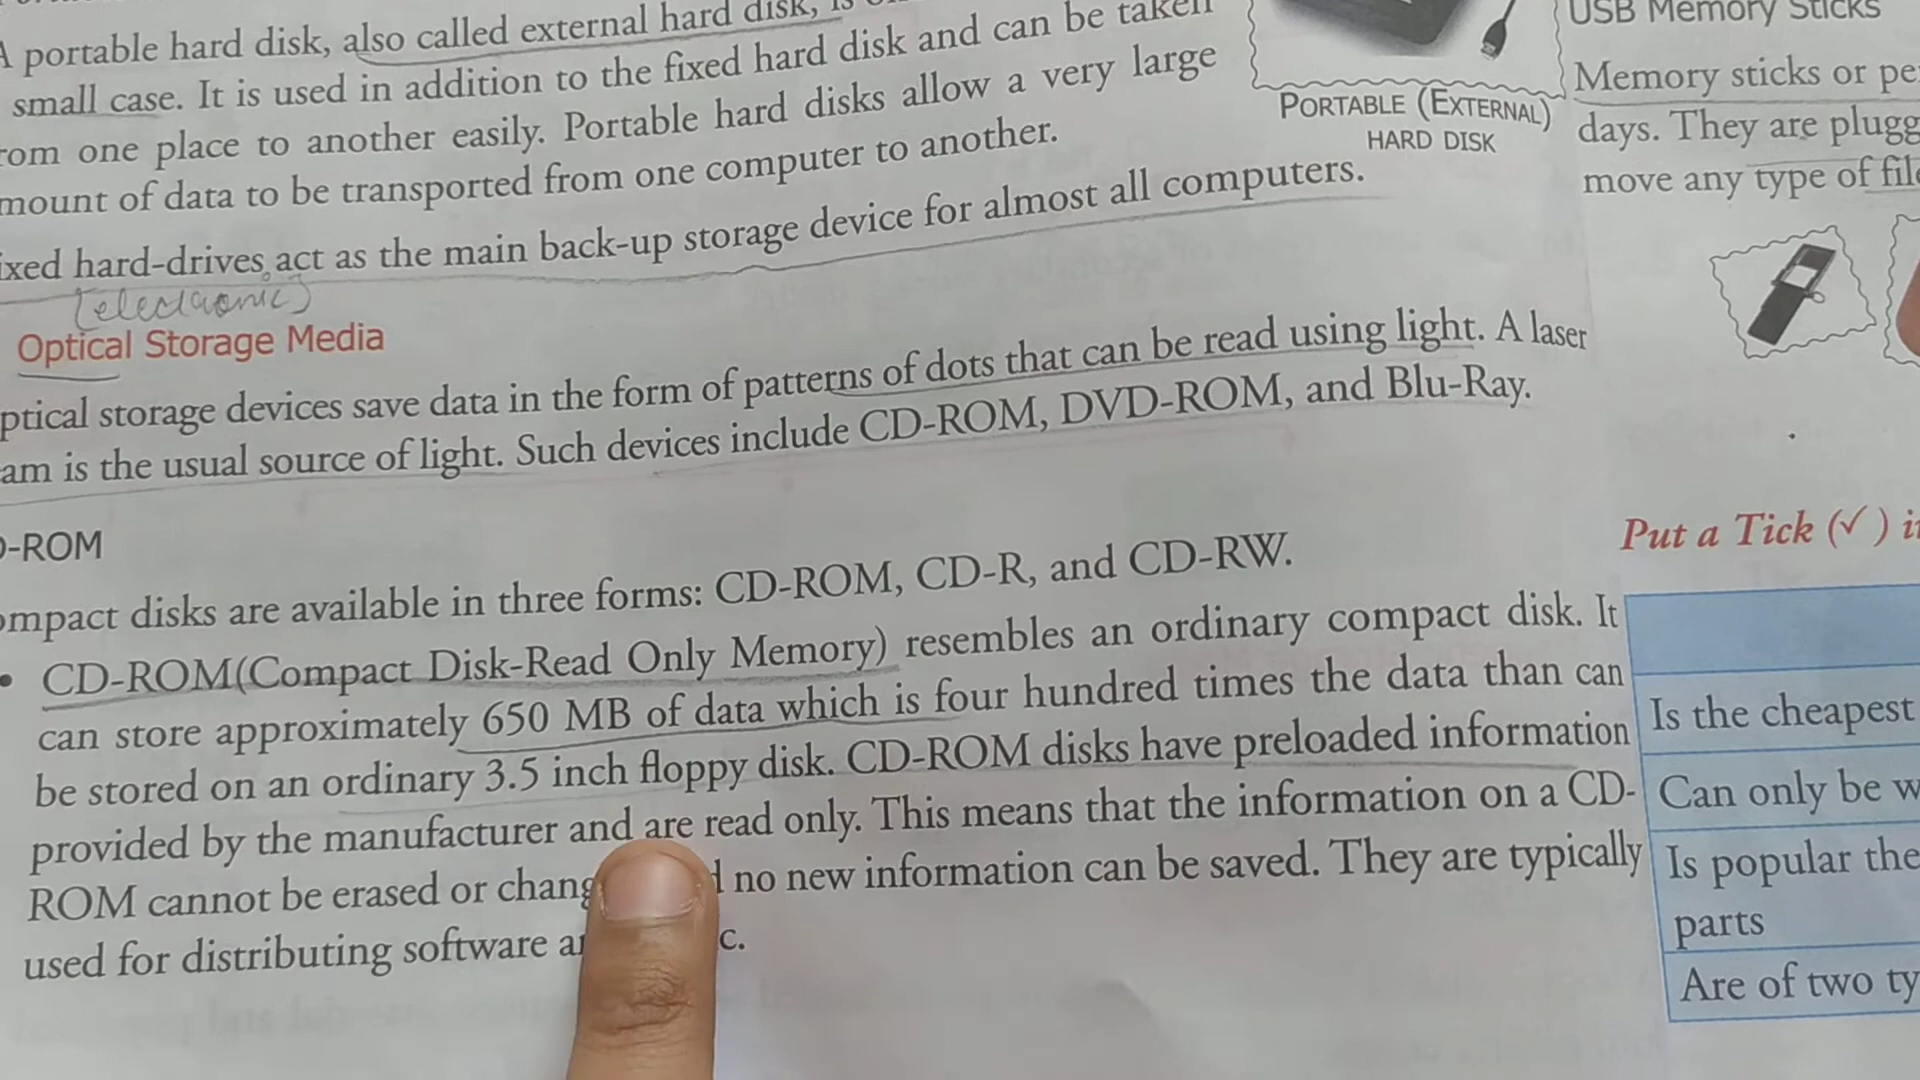 A portable hard disk, also called external hard disk, is
small case. It is used in addition to the fixed hard disk and can be taken
from one place to another easily. Portable hard disks allow a very large
mount of data to be transported from one computer to another.
ixed hard-drives act as the main back-up storage device for almost all computers.
[electronic]
Optical Storage Media
ptical storage devices save data in the form of patterns of dots that can be read using light. A laser
am is the usual source of light. Such devices include CD-ROM, DVD-ROM, and Blu-Ray.
D-ROM
ompact disks are available in three forms: CD-ROM, CD-R, and CD-RW.
• CD-ROM(Compact Disk-Read Only Memory) resembles an ordinary compact disk. It
can store approximately 650 MB of data which is four hundred times the data than can
be stored on an ordinary 3.5 inch floppy disk. CD-ROM disks have preloaded information
provided by the manufacturer and are read only. This means that the information on a CD-
ROM cannot be erased or chang no new information can be saved. They are typically
used for distributing software c.
PORTABLE (EXTERNAL)
HARD DISK
USB Memory Sticks
Memory sticks or pe
days. They are plugg
move any type of file
Put a Tick (✓) i
Is the cheapest
Can only be w
Is popular the
parts
Are of two ty